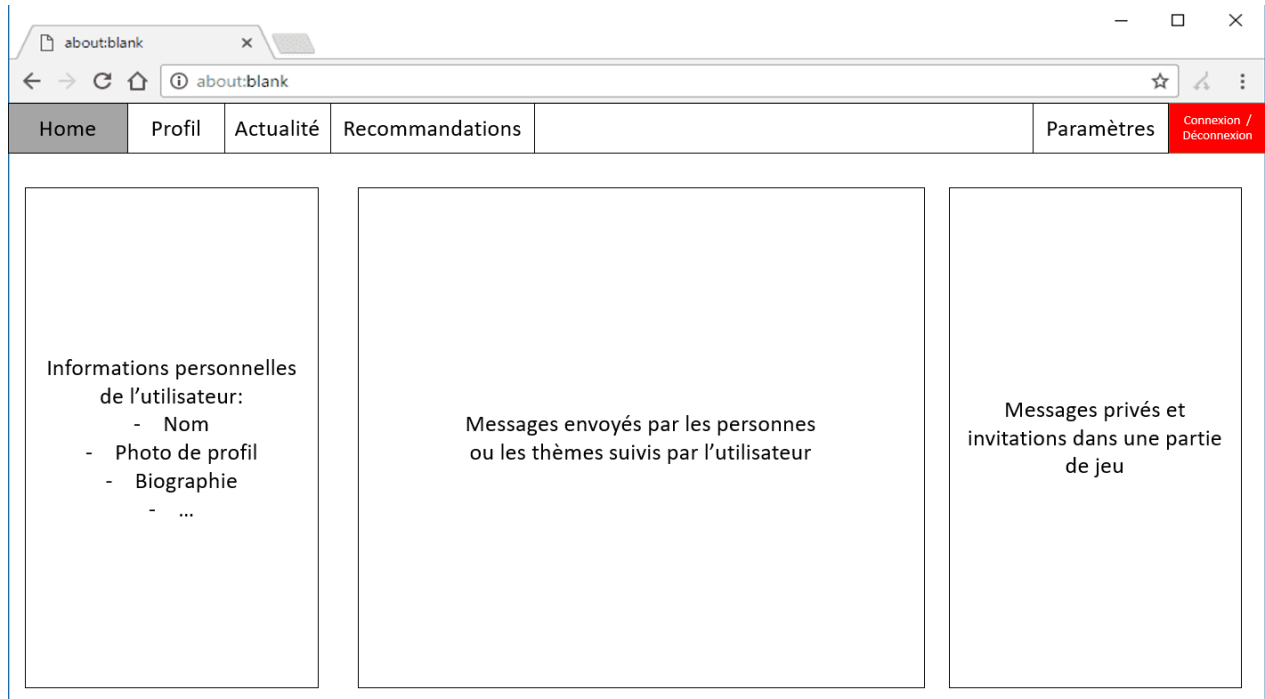 about:blank
about:blank
Home
Profil
Actualité
Recommandations
Paramètres
Connexion /
Déconnexion
Informations personnelles
de l’utilisateur:
- Nom
- Photo de profil
- Biographie
- …
Messages envoyés par les personnes
ou les thèmes suivis par l’utilisateur
Messages privés et
invitations dans une partie
de jeu